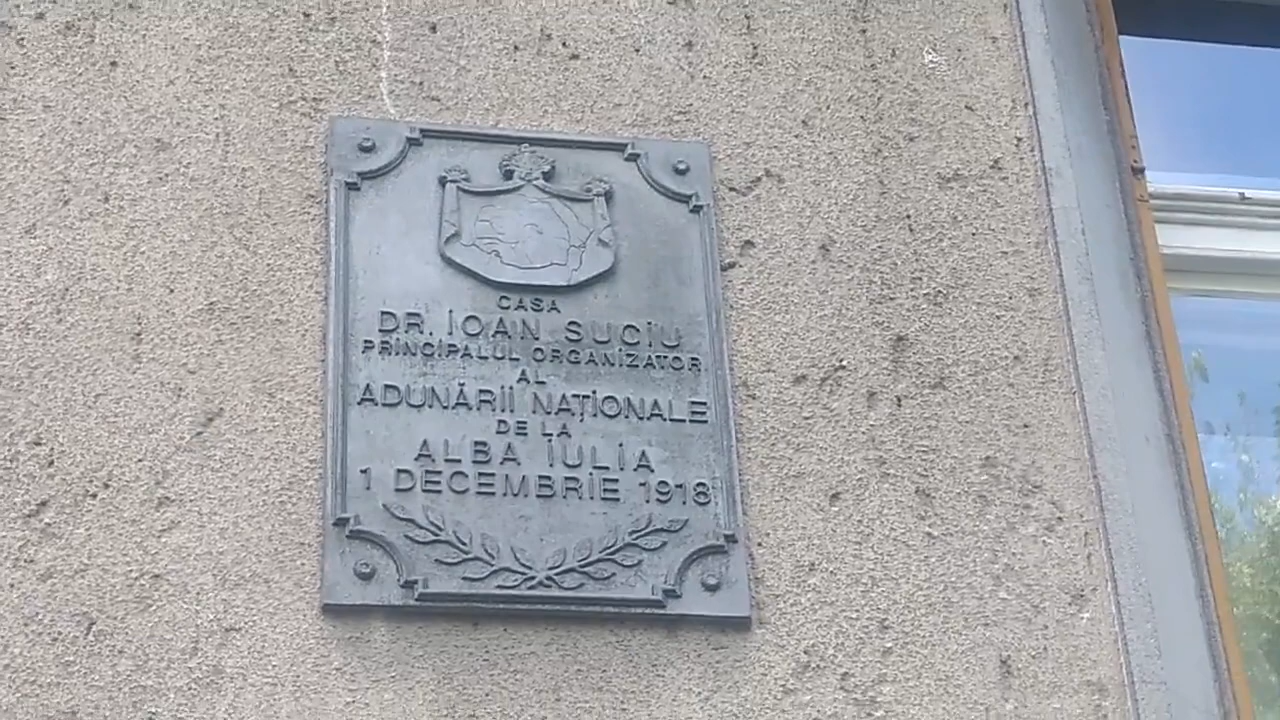 CASA
DR. IOAN SUCIU
PRINCIPALUL ORGANIZATOR
AL
ADUNĂRII NAȚIONALE
DE LA
ALBA IULIA
1 DECEMBRIE 1918